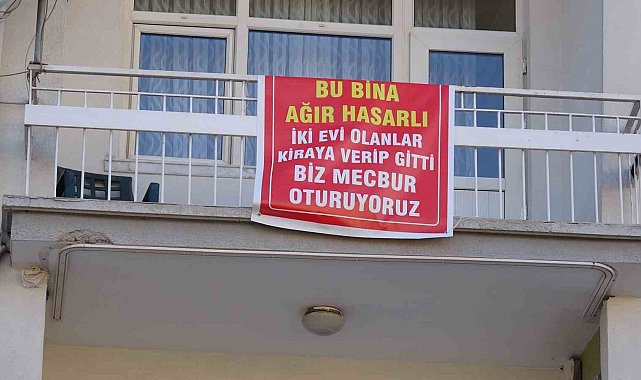 BU BİNA
AĞIR HASARLI
İKİ EVİ OLANLAR
KİRAYA VERİP GİTTİ
BİZ MECBUR
OTURUYORUZ